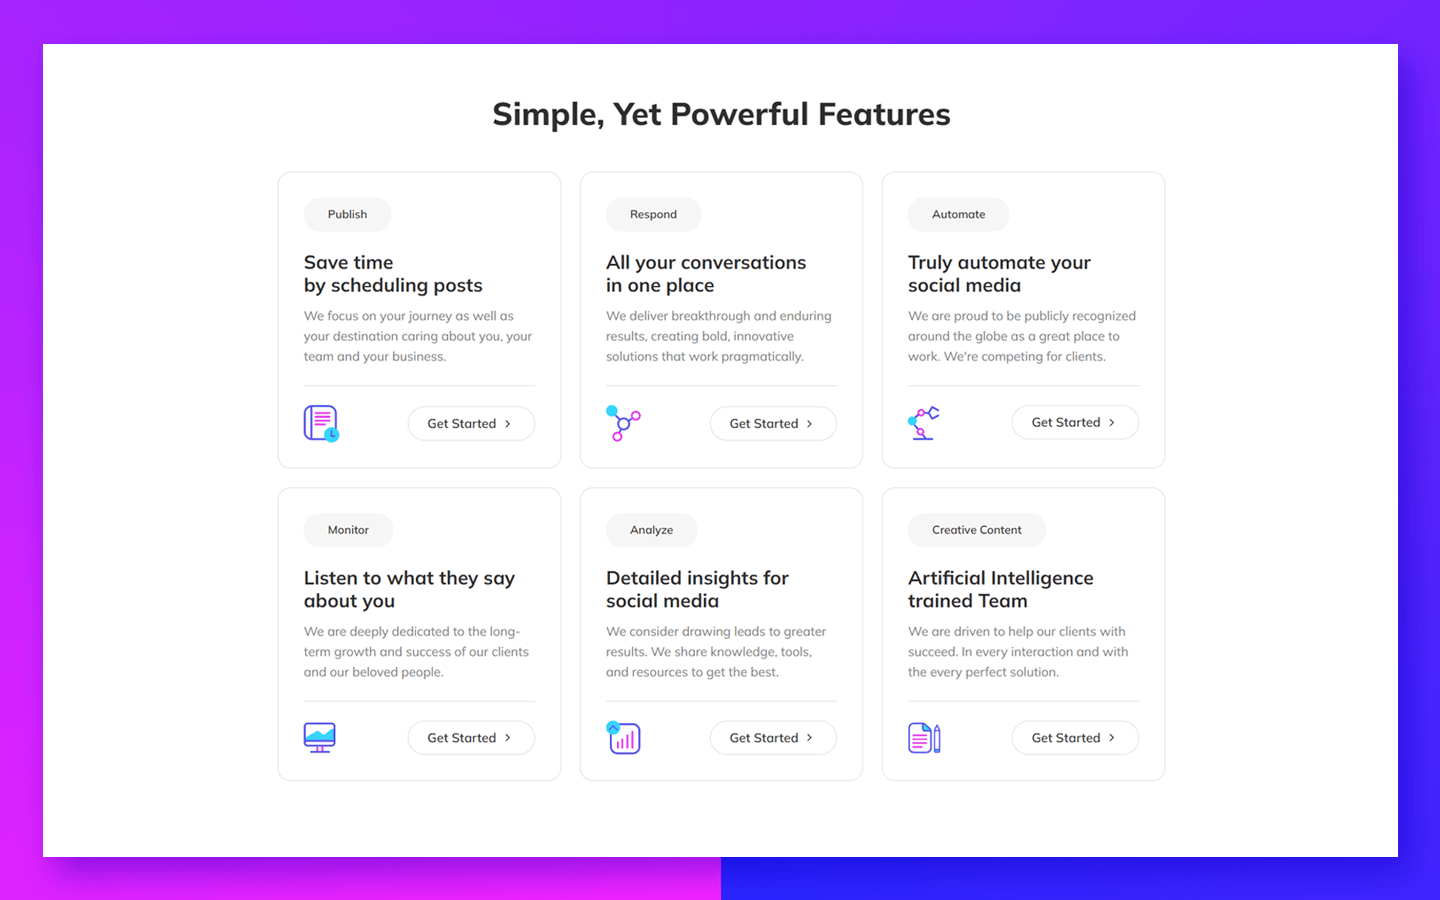 Simple, Yet Powerful Features
Publish
Save time
by scheduling posts
We focus on your journey as well as
your destination caring about you, your
team and your business.
Get Started
Respond
All your conversations
in one place
We deliver breakthrough and enduring
results, creating bold, innovative
solutions that work pragmatically.
Get Started
Automate
Truly automate your
social media
We are proud to be publicly recognized
around the globe as a great place to
work. We're competing for clients.
Get Started
Monitor
Listen to what they say
about you
We are deeply dedicated to the long-
term growth and success of our clients
and our beloved people.
Get Started
Analyze
Detailed insights for
social media
We consider drawing leads to greater
results. We share knowledge, tools,
and resources to get the best.
Get Started
Creative Content
Artificial Intelligence
trained Team
We are driven to help our clients with
succeed. In every interaction and with
the every perfect solution.
Get Started